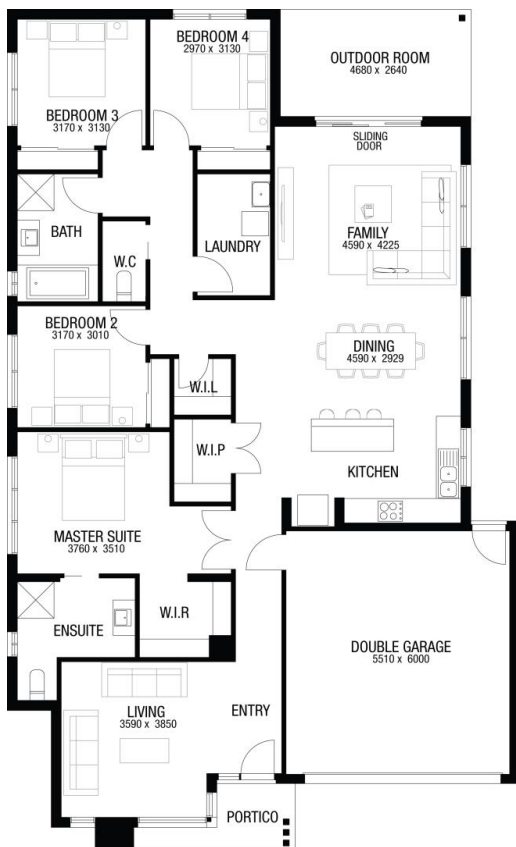 BEDROOM 4
2970 x 3130
OUTDOOR ROOM
4680 x 2640
BEDROOM 3
3170 x 3130
SLIDING
DOOR
BATH
LAUNDRY
FAMILY
4590 x 4225
W.C
BEDROOM 2
3170 x 3010
DINING
4590 x 2929
W.I.L
W.I.P
KITCHEN
MASTER SUITE
3760 x 3510
W.I.R
ENSUITE
DOUBLE GARAGE
5510 x 6000
LIVING
3590 x 3850
ENTRY
PORTICO